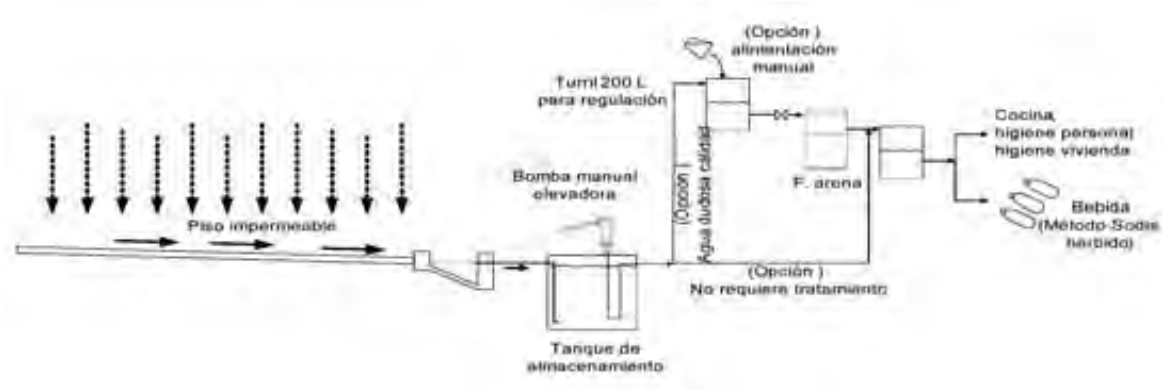 (Opción )
alimentación
manual
Turril 200 L
para regulación
Cocina,
higiene personal
higiene vivienda
Bomba manual
elevadora
(Opción )
Agua dudosa calidad
F. arena
Piso impermeable
Bebida
(Método-Sodis
herbido)
(Opción )
No requiere tratamiento
Tanque de
almacenamiento